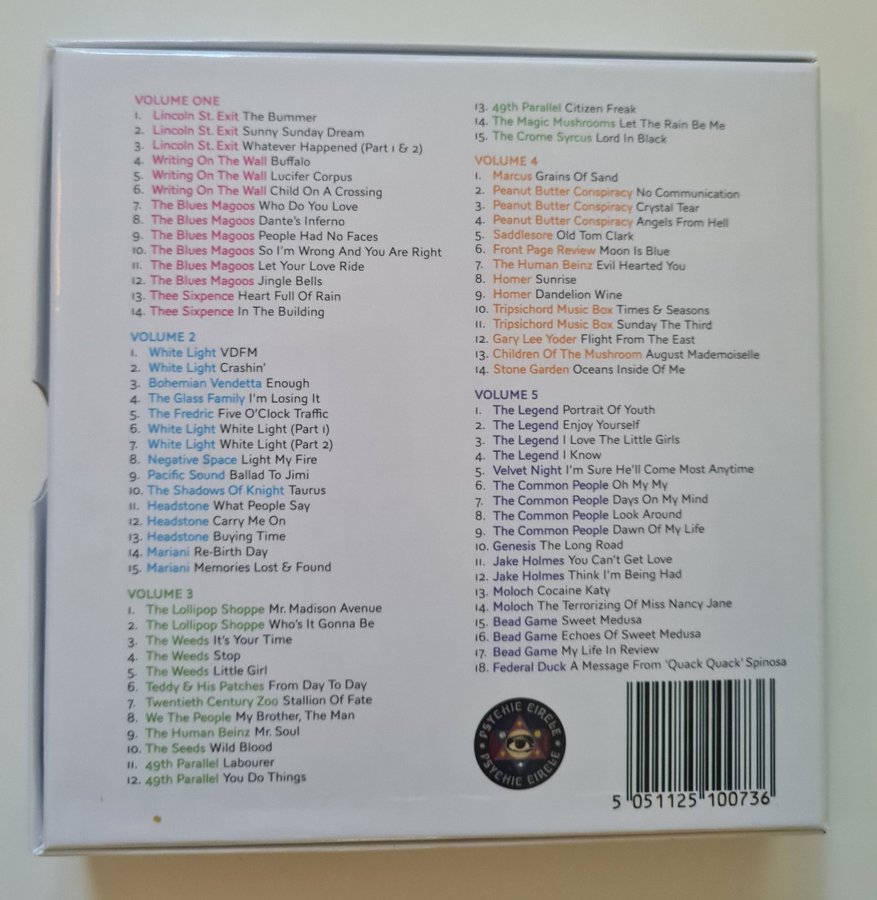 VOLUME ONE
1. Lincoln St. Exit The Bummer
2. Lincoln St. Exit Sunny Sunday Dream
3. Lincoln St. Exit Whatever Happened (Part 1 & 2)
4. Writing On The Wall Buffalo
5. Writing On The Wall Lucifer Corpus
6. Writing On The Wall Child On A Crossing
7. The Blues Magoos Who Do You Love
8. The Blues Magoos Dante's Inferno
9. The Blues Magoos People Had No Faces
10. The Blues Magoos So I'm Wrong And You Are Right
11. The Blues Magoos Let Your Love Ride
12. The Blues Magoos Jingle Bells
13. Thee Sixpence Heart Full Of Rain
14. Thee Sixpence In The Building
VOLUME 2
1. White Light VDFM
2. White Light Crashin'
3. Bohemian Vendetta Enough
4. The Glass Family I'm Losing It
5. The Fredric Five O'Clock Traffic
6. White Light White Light (Part 1)
7. White Light White Light (Part 2)
8. Negative Space Light My Fire
9. Pacific Sound Ballad To Jimi
10. The Shadows Of Knight Taurus
11. Headstone What People Say
12. Headstone Carry Me On
13. Headstone Buying Time
14. Mariani Re-Birth Day
15. Mariani Memories Lost & Found
VOLUME 3
1. The Lollipop Shoppe Mr. Madison Avenue
2. The Lollipop Shoppe Who's It Gonna Be
3. The Weeds It's Your Time
4. The Weeds Stop
5. The Weeds Little Girl
6. Teddy & His Patches From Day To Day
7. Twentieth Century Zoo Stallion Of Fate
8. We The People My Brother, The Man
9. The Human Beinz Mr. Soul
10. The Seeds Wild Blood
11. 49th Parallel Labourer
12. 49th Parallel You Do Things
13. 49th Parallel Citizen Freak
14. The Magic Mushrooms Let The Rain Be Me
15. The Crome Syrcus Lord In Black
VOLUME 4
1. Marcus Grains Of Sand
2. Peanut Butter Conspiracy No Communication
3. Peanut Butter Conspiracy Crystal Tear
4. Peanut Butter Conspiracy Angels From Hell
5. Saddlesore Old Tom Clark
6. Front Page Review Moon Is Blue
7. The Human Beinz Evil Hearted You
8. Homer Sunrise
9. Homer Dandelion Wine
10. Tripsichord Music Box Times & Seasons
11. Tripsichord Music Box Sunday The Third
12. Gary Lee Yoder Flight From The East
13. Children Of The Mushroom August Mademoiselle
14. Stone Garden Oceans Inside Of Me
VOLUME 5
1. The Legend Portrait Of Youth
2. The Legend Enjoy Yourself
3. The Legend I Love The Little Girls
4. The Legend I Know
5. Velvet Night I'm Sure He'll Come Most Anytime
6. The Common People Oh My My
7. The Common People Days On My Mind
8. The Common People Look Around
9. The Common People Dawn Of My Life
10. Genesis The Long Road
11. Jake Holmes You Can't Get Love
12. Jake Holmes Think I'm Being Had
13. Moloch Cocaine Katy
14. Moloch The Terrorizing Of Miss Nancy Jane
15. Bead Game Sweet Medusa
16. Bead Game Echoes Of Sweet Medusa
17. Bead Game My Life In Review
18. Federal Duck A Message From 'Quack Quack' Spinosa
PSYCHIC CIRCLE
PSYCHIC CIRCLE
5 051125 100736